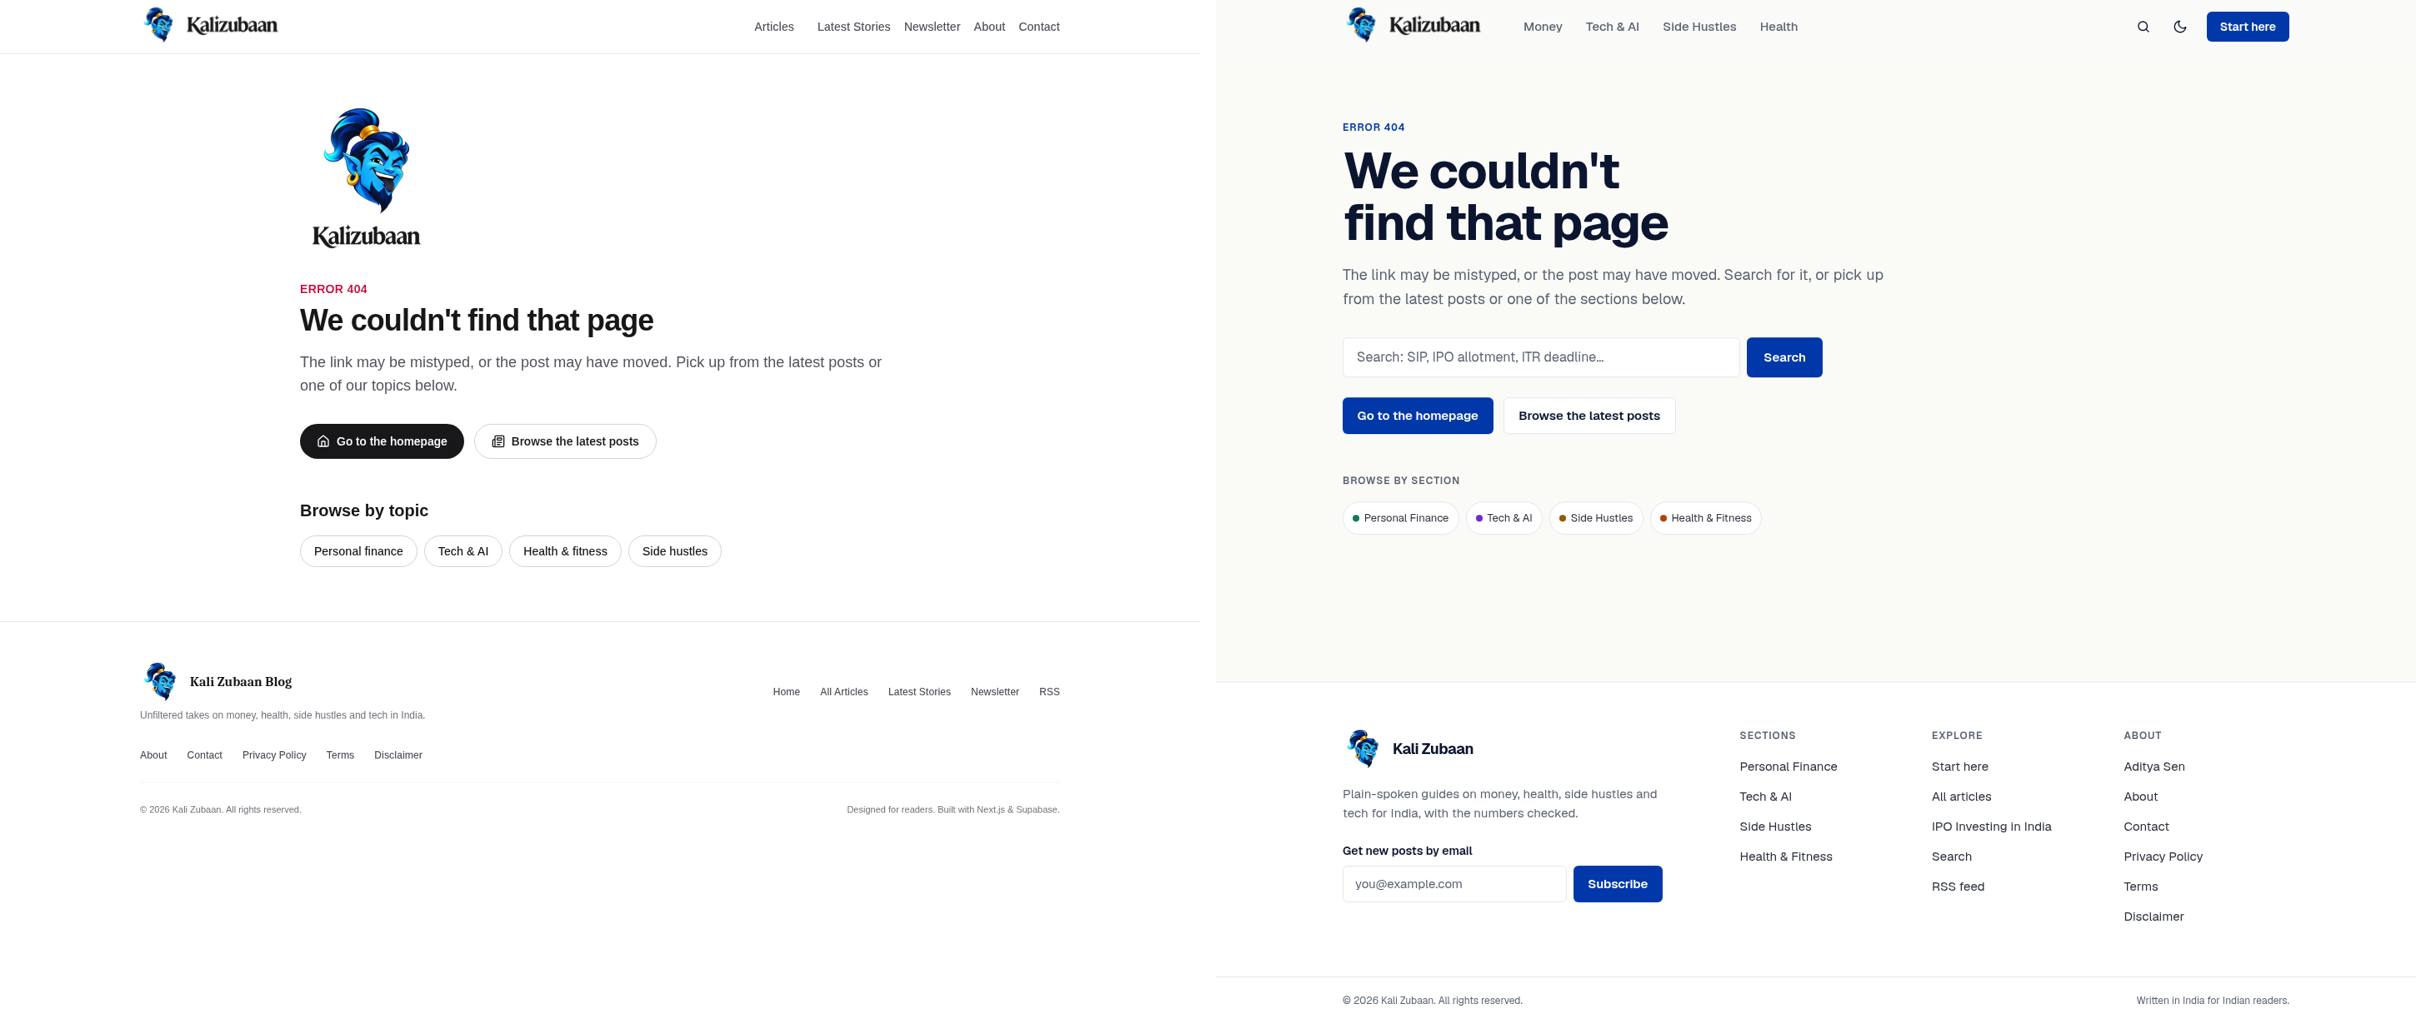 Kalizubaan
Articles Latest Stories Newsletter About Contact
Kalizubaan
ERROR 404
We couldn't find that page
The link may be mistyped, or the post may have moved. Pick up from the latest posts or
one of our topics below.
Go to the homepage Browse the latest posts
Browse by topic
Personal finance Tech & AI Health & fitness Side hustles
Kali Zubaan Blog
Home All Articles Latest Stories Newsletter RSS
Unfiltered takes on money, health, side hustles and tech in India.
About Contact Privacy Policy Terms Disclaimer
© 2026 Kali Zubaan. All rights reserved.
Designed for readers. Built with Next.js & Supabase.
Kalizubaan
Money Tech & AI Side Hustles Health
Start here
ERROR 404
We couldn't
find that page
The link may be mistyped, or the post may have moved. Search for it, or pick up
from the latest posts or one of the sections below.
Search: SIP, IPO allotment, ITR deadline...
Search
Go to the homepage Browse the latest posts
BROWSE BY SECTION
Personal Finance Tech & AI Side Hustles Health & Fitness
Kali Zubaan
Plain-spoken guides on money, health, side hustles and
tech for India, with the numbers checked.
Get new posts by email
you@example.com
Subscribe
SECTIONS
Personal Finance
Tech & AI
Side Hustles
Health & Fitness
EXPLORE
Start here
All articles
IPO Investing in India
Search
RSS feed
ABOUT
Aditya Sen
About
Contact
Privacy Policy
Terms
Disclaimer
© 2026 Kali Zubaan. All rights reserved.
Written in India for Indian readers.